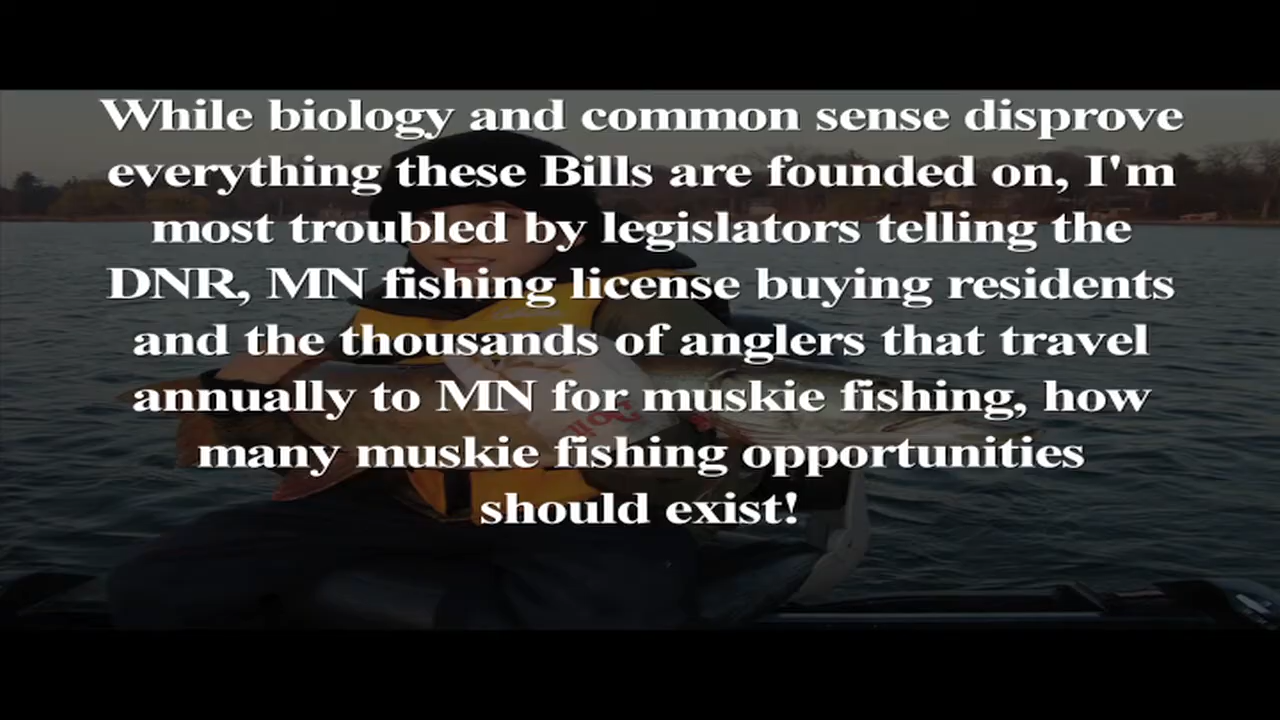 While biology and common sense disprove
everything these Bills are founded on, I'm
most troubled by legislators telling the
DNR, MN fishing license buying residents
and the thousands of anglers that travel
annually to MN for muskie fishing, how
many muskie fishing opportunities
should exist!